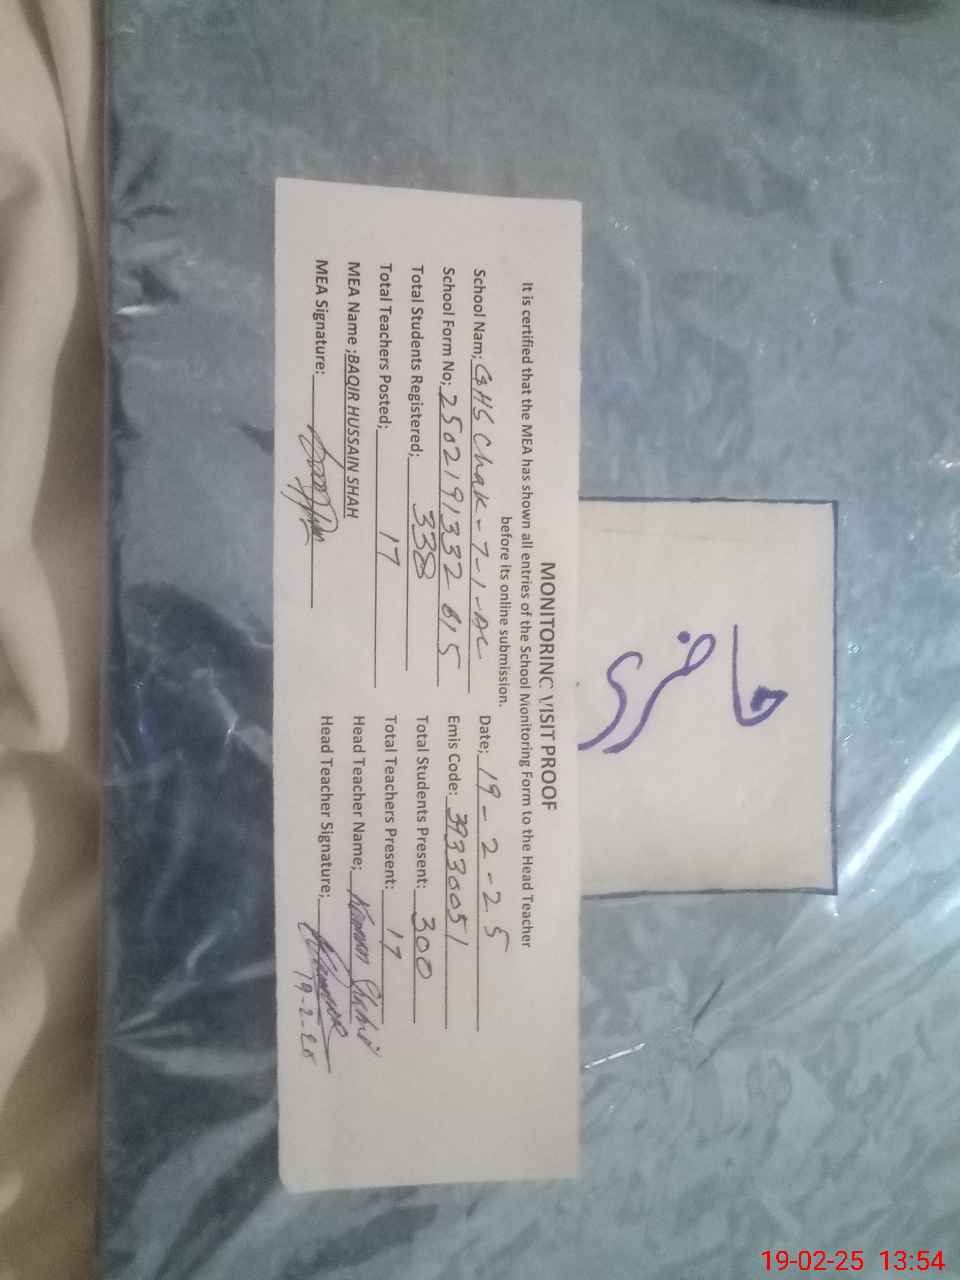 حاضری
MONITORING VISIT PROOF
It is certified that the MEA has shown all entries of the School Monitoring Form to the Head Teacher
before its online submission.
School Nam; GHS Chak-7-1-AL Date; 19-2-25
School Form No; 2502191332 615 Emis Code: 39330051
Total Students Registered; 338 Total Students Present: 300
Total Teachers Posted; 17 Total Teachers Present: 17
MEA Name ;BAQIR HUSSAIN SHAH Head Teacher Name;
MEA Signature: Head Teacher Signature;
19-2-25
19-02-25 13:54